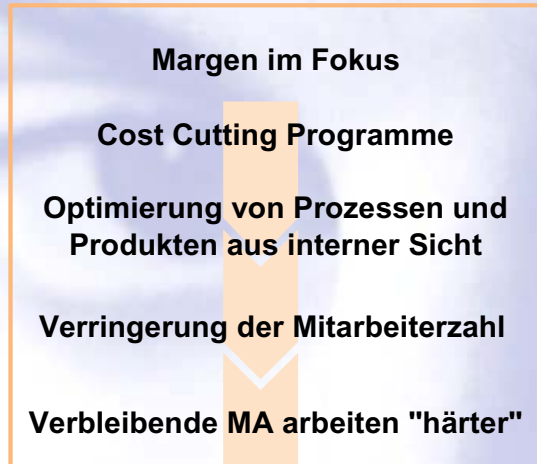 Margen im Fokus
Cost Cutting Programme
Optimierung von Prozessen und
Produkten aus interner Sicht
Verringerung der Mitarbeiterzahl
Verbleibende MA arbeiten "härter"